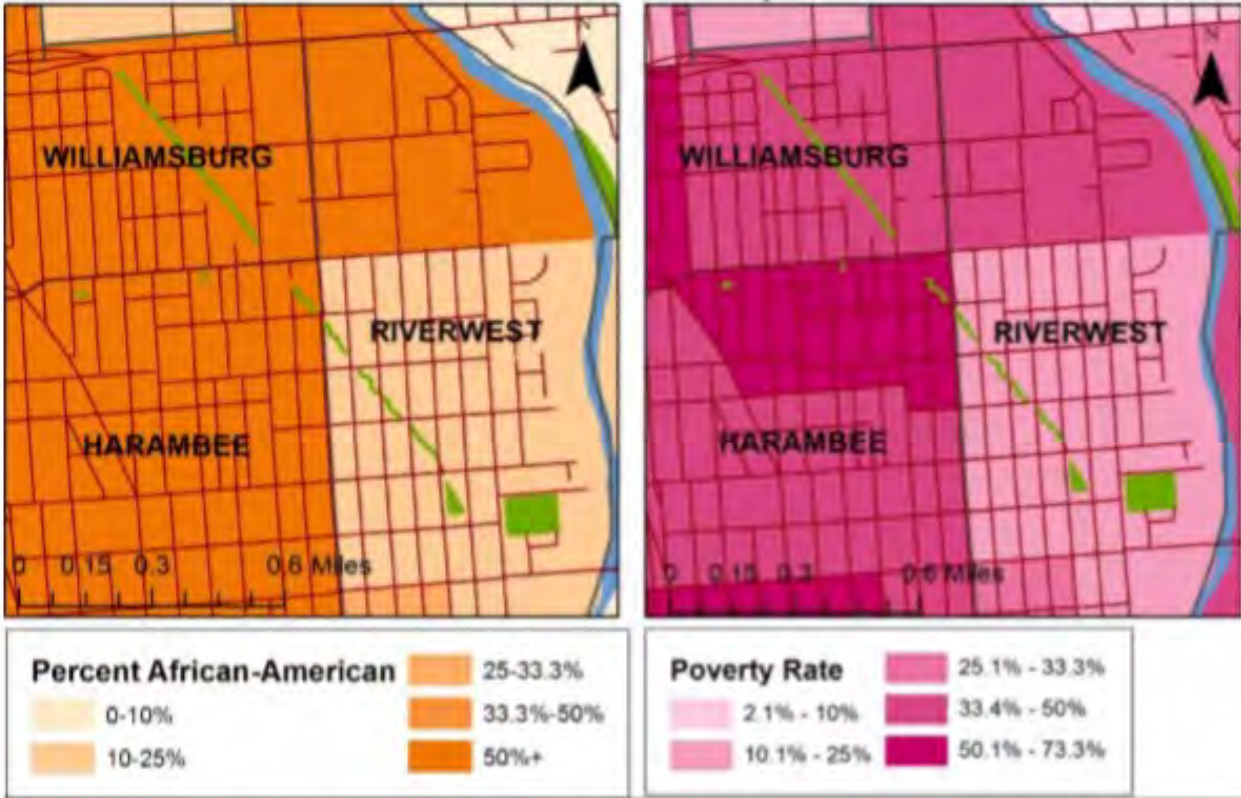 N
WILLIAMSBURG
RIVERWEST
HARAMBEE
0 0.15 0.3 0.6 Miles
Percent African-American
0-10%
10-25%
25-33.3%
33.3%-50%
50%+
N
WILLIAMSBURG
RIVERWEST
HARAMBEE
0 0.15 0.3 0.6 Miles
Poverty Rate
2.1% - 10%
10.1% - 25%
25.1% - 33.3%
33.4% - 50%
50.1% - 73.3%